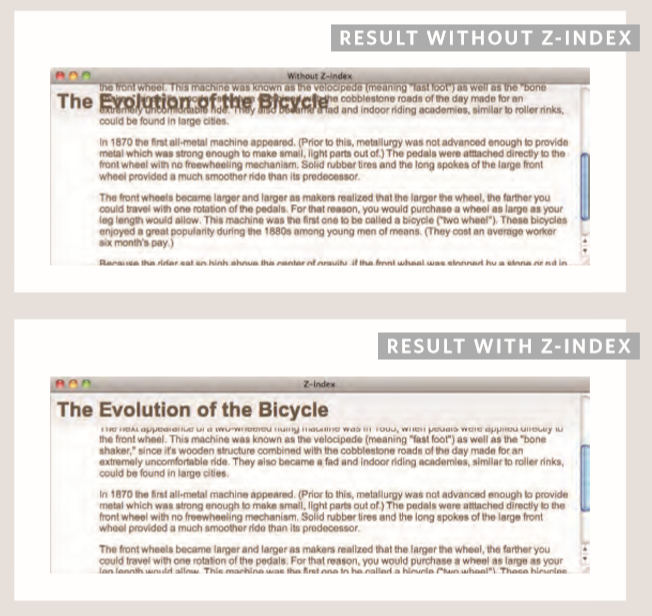 RESULT WITHOUT Z-INDEX
Without Z-index
the front wheel. This machine was known as the velocipede (meaning "fast foot") as well as the "bone
The Evolution of the Bicycle
the cobblestone roads of the day made for an
extremely uncomfortable ride. They also became a fad and indoor riding academies, similar to roller rinks,
could be found in large cities.
In 1870 the first all-metal machine appeared. (Prior to this, metallurgy was not advanced enough to provide
metal which was strong enough to make small, light parts out of.) The pedals were atttached directly to the
front wheel with no freewheeling mechanism. Solid rubber tires and the long spokes of the large front
wheel provided a much smoother ride than its predecessor.
The front wheels became larger and larger as makers realized that the larger the wheel, the farther you
could travel with one rotation of the pedals. For that reason, you would purchase a wheel as large as your
leg length would allow. This machine was the first one to be called a bicycle ("two wheel"). These bicycles
enjoyed a great popularity during the 1880s among young men of means. (They cost an average worker
six month's pay.)
Because the rider sat so high above the center of gravity, if the front wheel was stopped by a stone or rut in
RESULT WITH Z-INDEX
Z-Index
The Evolution of the Bicycle
The next appearance of a two-wheeled riding machine was in 1865, when pedals were applied directly to
the front wheel. This machine was known as the velocipede (meaning "fast foot") as well as the "bone
shaker," since it's wooden structure combined with the cobblestone roads of the day made for an
extremely uncomfortable ride. They also became a fad and indoor riding academies, similar to roller rinks,
could be found in large cities.
In 1870 the first all-metal machine appeared. (Prior to this, metallurgy was not advanced enough to provide
metal which was strong enough to make small, light parts out of.) The pedals were atttached directly to the
front wheel with no freewheeling mechanism. Solid rubber tires and the long spokes of the large front
wheel provided a much smoother ride than its predecessor.
The front wheels became larger and larger as makers realized that the larger the wheel, the farther you
could travel with one rotation of the pedals. For that reason, you would purchase a wheel as large as your
leg length would allow. This machine was the first one to be called a bicycle ("two wheel"). These bicycles